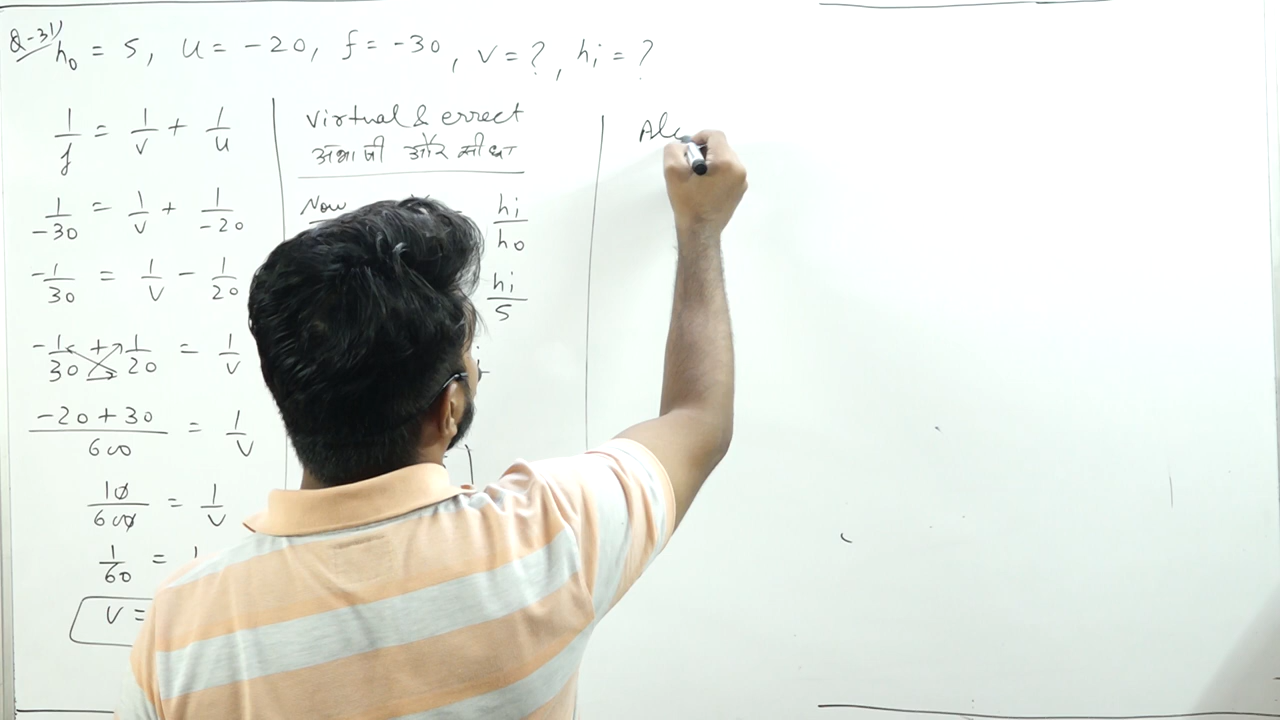 Q-31
h₀ = 5, u = -20, f = -30, v = ?, hi = ?
1/f = 1/v + 1/u
1/-30 = 1/v + 1/-20
-1/30 = 1/v - 1/20
-1/30 + 1/20 = 1/v
-20 + 30/600 = 1/v
10/600 = 1/v
1/60 = 1
v =
virtual & errect
आभाषी और सीधा
Now
hi/h₀
hi/5